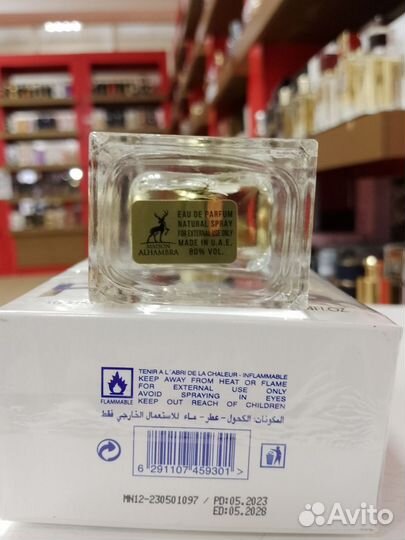 EAU DE PARFUM
NATURAL SPRAY
FOR EXTERNAL USE ONLY
MADE IN U.A.E.
80% VOL.
MAISON
ALHAMBRA
FL.OZ
TENIR A L'ABRI DE LA CHALEUR - INFLAMMABLE
KEEP AWAY FROM HEAT OR FLAME
FOR EXTERNAL USE ONLY
AVOID SPRAYING IN EYES
KEEP OUT REACH OF CHILDREN
FLAMMABLE
المكونات: الكحول - عطر - ماء للاستعمال الخارجي فقط
6 291107 459301 >
MN12-230501097 / PD:05.2023
ED:05.2028
Avito